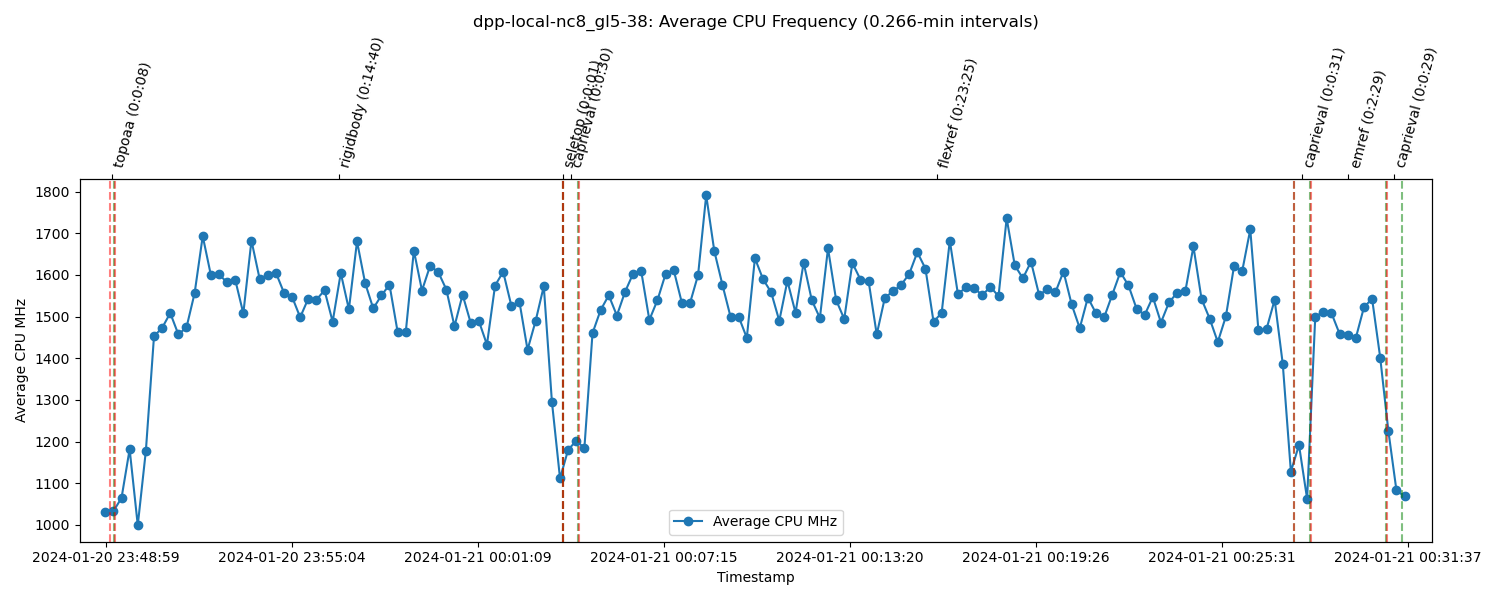 dpp-local-nc8_gl5-38: Average CPU Frequency (0.266-min intervals)
topoaa (0:0:08)
rigidbody (0:14:40)
seletop (0:0:01)
caprieval (0:0:30)
flexref (0:23:25)
caprieval (0:0:31)
emref (0:2:29)
caprieval (0:0:29)
Average CPU MHz
1800
1700
1600
1500
1400
1300
1200
1100
1000
Average CPU MHz
2024-01-20 23:48:59
2024-01-20 23:55:04
2024-01-21 00:01:09
2024-01-21 00:07:15
2024-01-21 00:13:20
2024-01-21 00:19:26
2024-01-21 00:25:31
2024-01-21 00:31:37
Timestamp